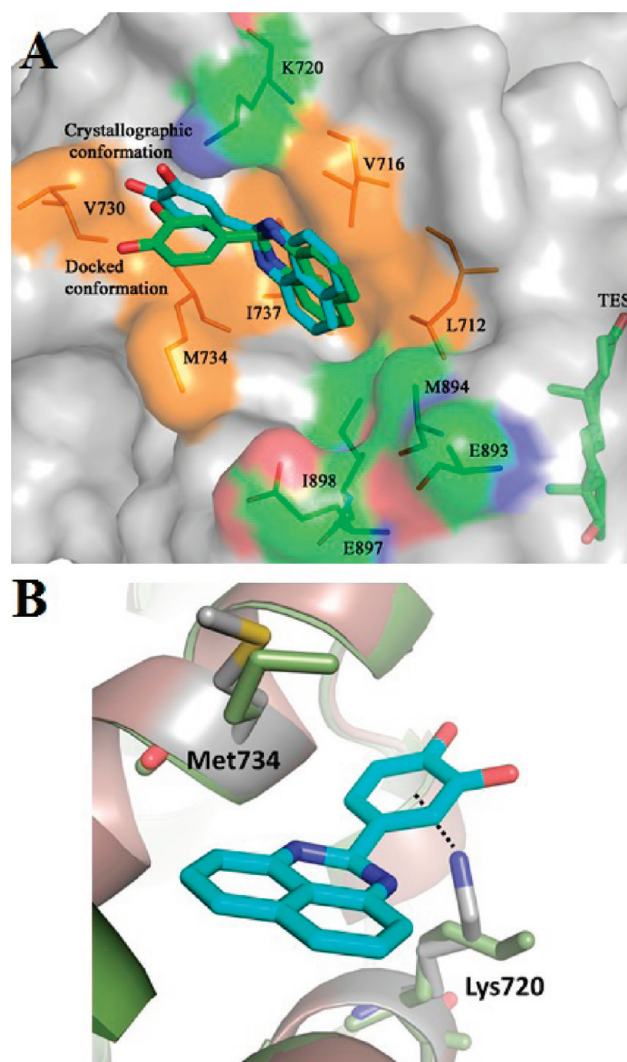 A
K720
Crystallographic
conformation
V716
V730
Docked
conformation
I737
L712
TES
M734
M894
E893
I898
E897
B
Met734
Lys720